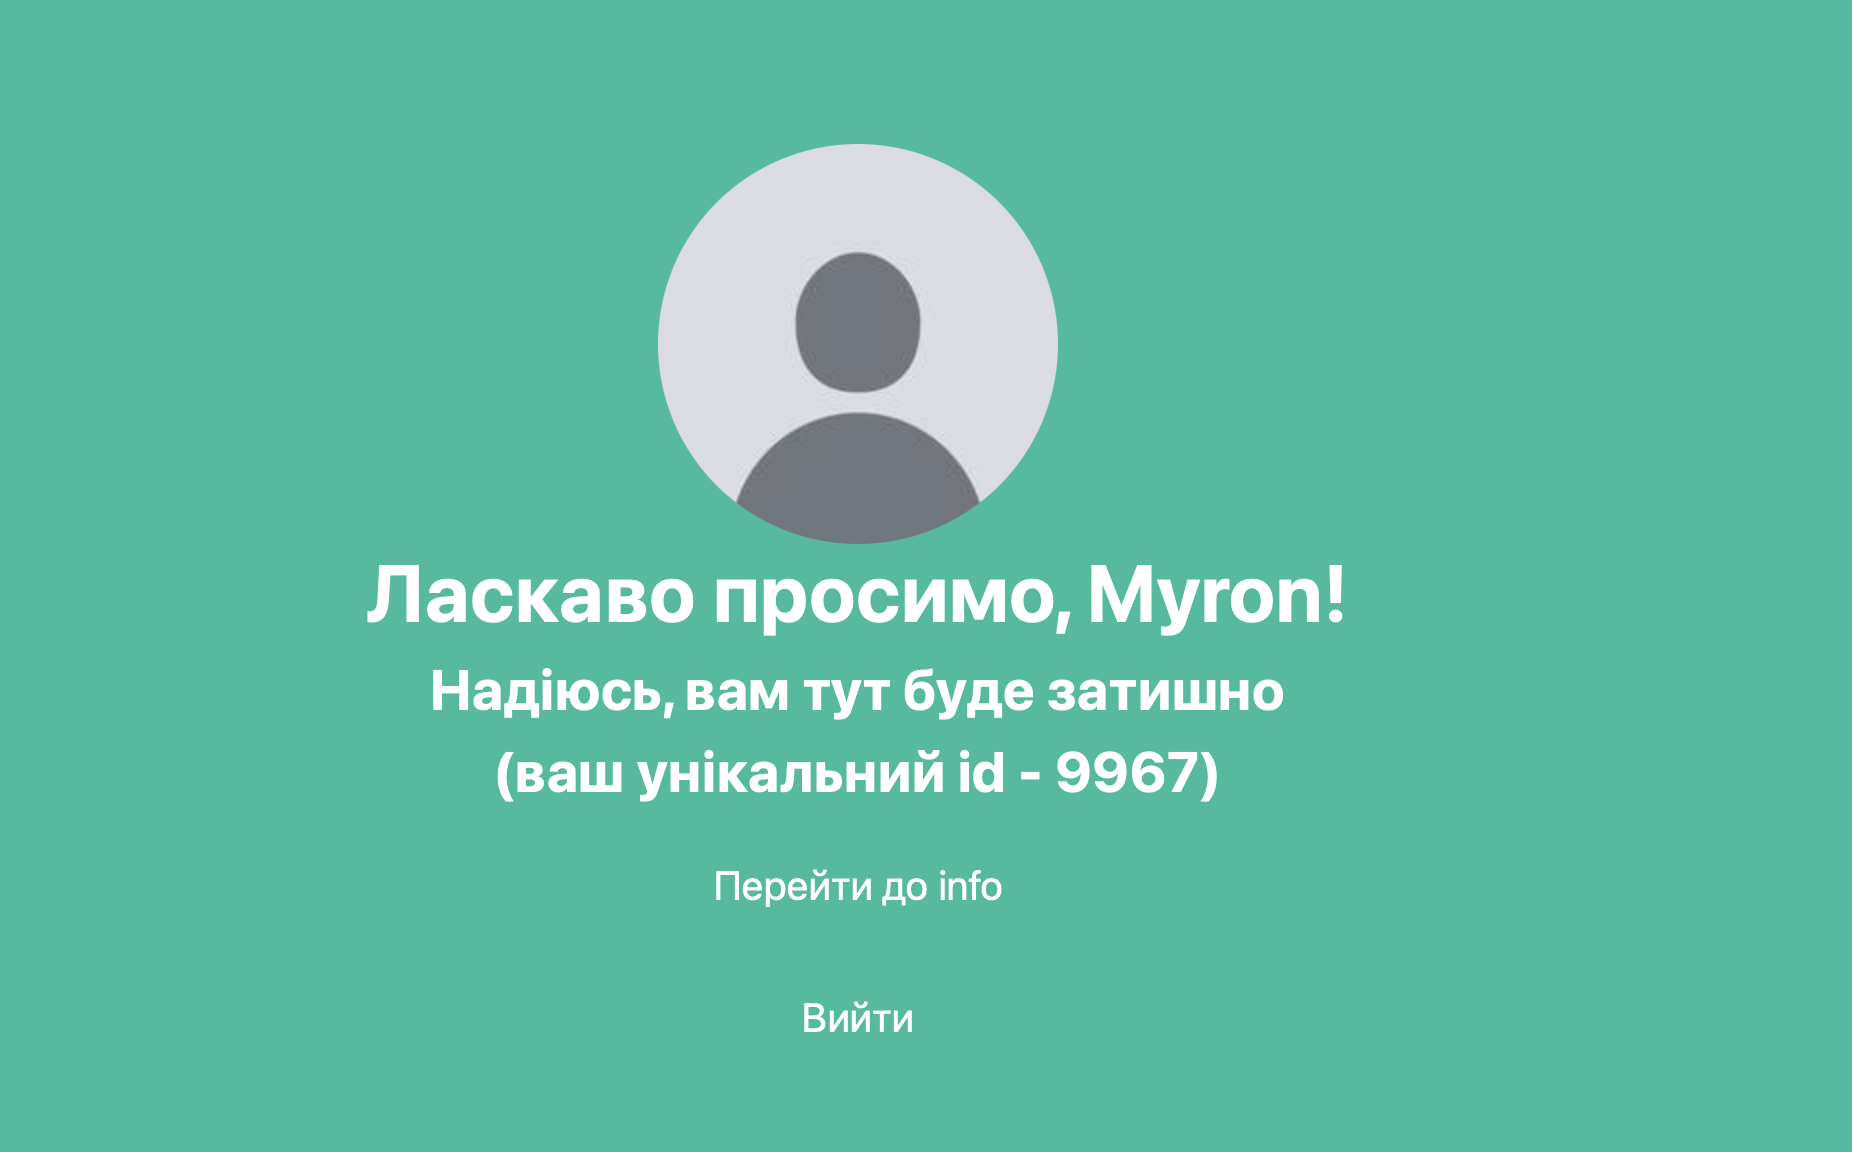 Ласкаво просимо, Myron!
Надіюсь, вам тут буде затишно
(ваш унікальний id - 9967)
Перейти до info
Вийти